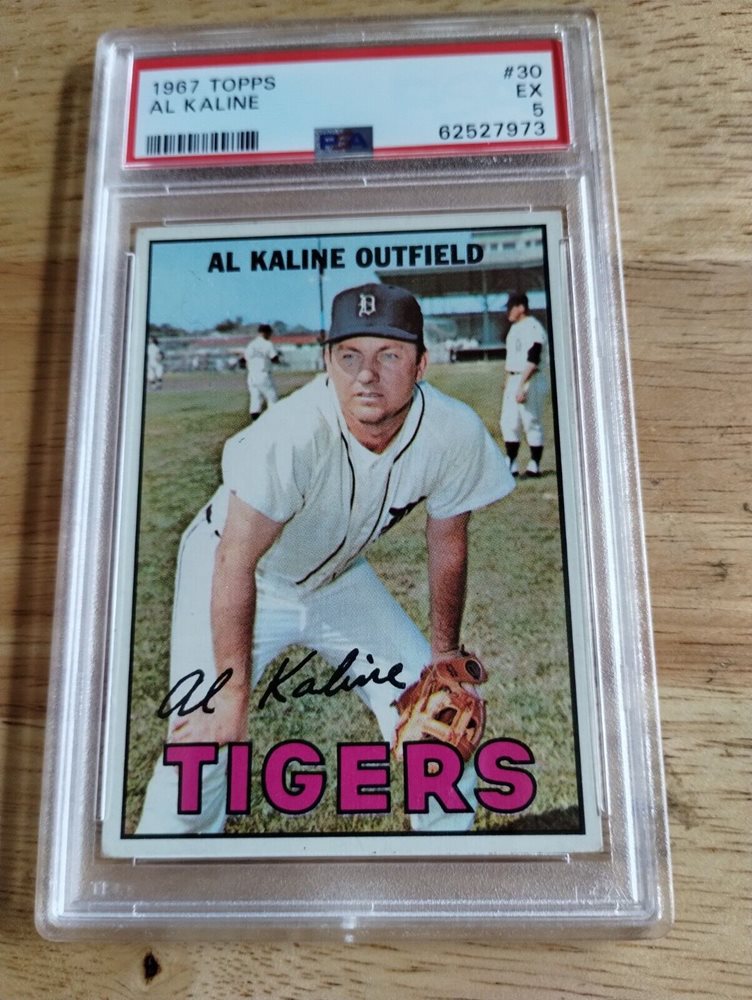 1967 TOPPS
AL KALINE
#30
EX
5
62527973
PSA
AL KALINE OUTFIELD
D
Al Kaline
TIGERS